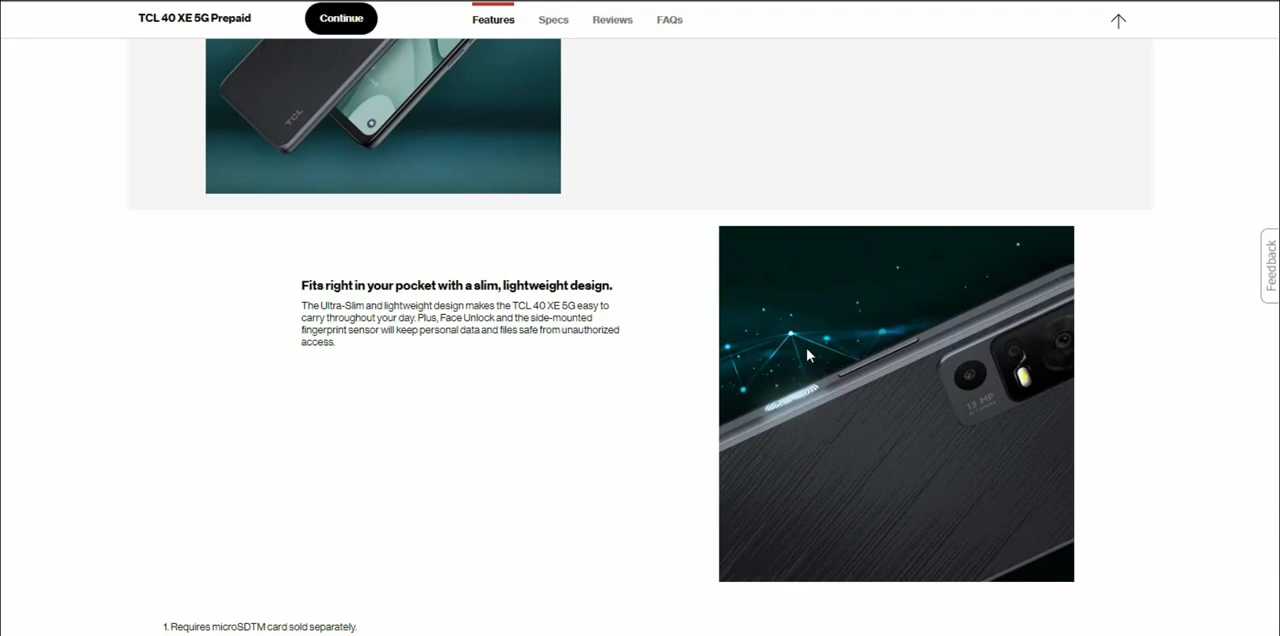 TCL 40 XE 5G Prepaid
Continue
Features
Specs
Reviews
FAQs
TCL
Feedback
Fits right in your pocket with a slim, lightweight design.
The Ultra-Slim and lightweight design makes the TCL 40 XE 5G easy to
carry throughout your day. Plus, Face Unlock and the side-mounted
fingerprint sensor will keep personal data and files safe from unauthorized
access.
13 MP
1. Requires microSDTM card sold separately.